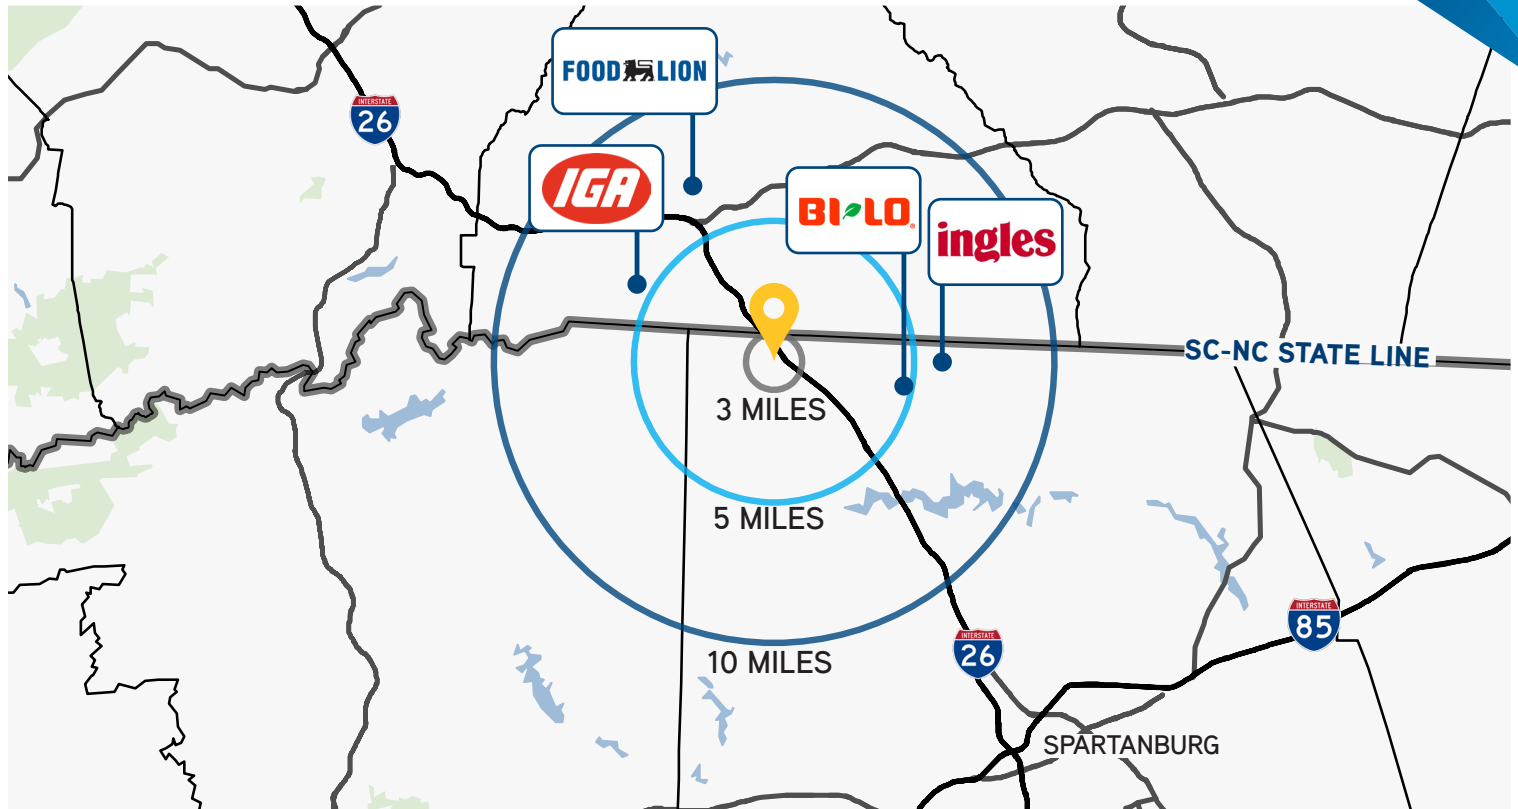 FOOD LION
INTERSTATE
26
IGA
BI-LO
ingles
SC-NC STATE LINE
3 MILES
5 MILES
10 MILES
INTERSTATE
85
INTERSTATE
26
SPARTANBURG